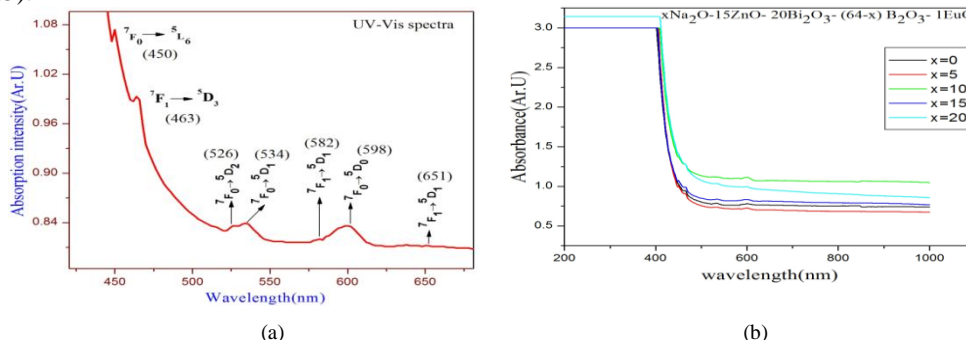 5).
UV-Vis spectra
⁷F₀ → ⁵L₆
(450)
⁷F₁ → ⁵D₃
(463)
(526)
⁷F₀→⁵D₂
(534)
⁷F₀→⁵D₁
(582)
⁷F₁→⁵D₁
(598)
⁷F₀→⁵D₀
(651)
⁷F₁→⁵D₁
Absorption intensity(Ar.U)
1.08
1.02
0.96
0.90
0.84
450 500 550 600 650
Wavelength(nm)
(a)
xNa₂O-15ZnO- 20Bi₂O₃- (64-x) B₂O₃- 1EuO
x=0
x=5
x=10
x=15
x=20
Absorbance(Ar.U)
3.0
2.5
2.0
1.5
1.0
0.5
200 400 600 800 1000
wavelength(nm)
(b)